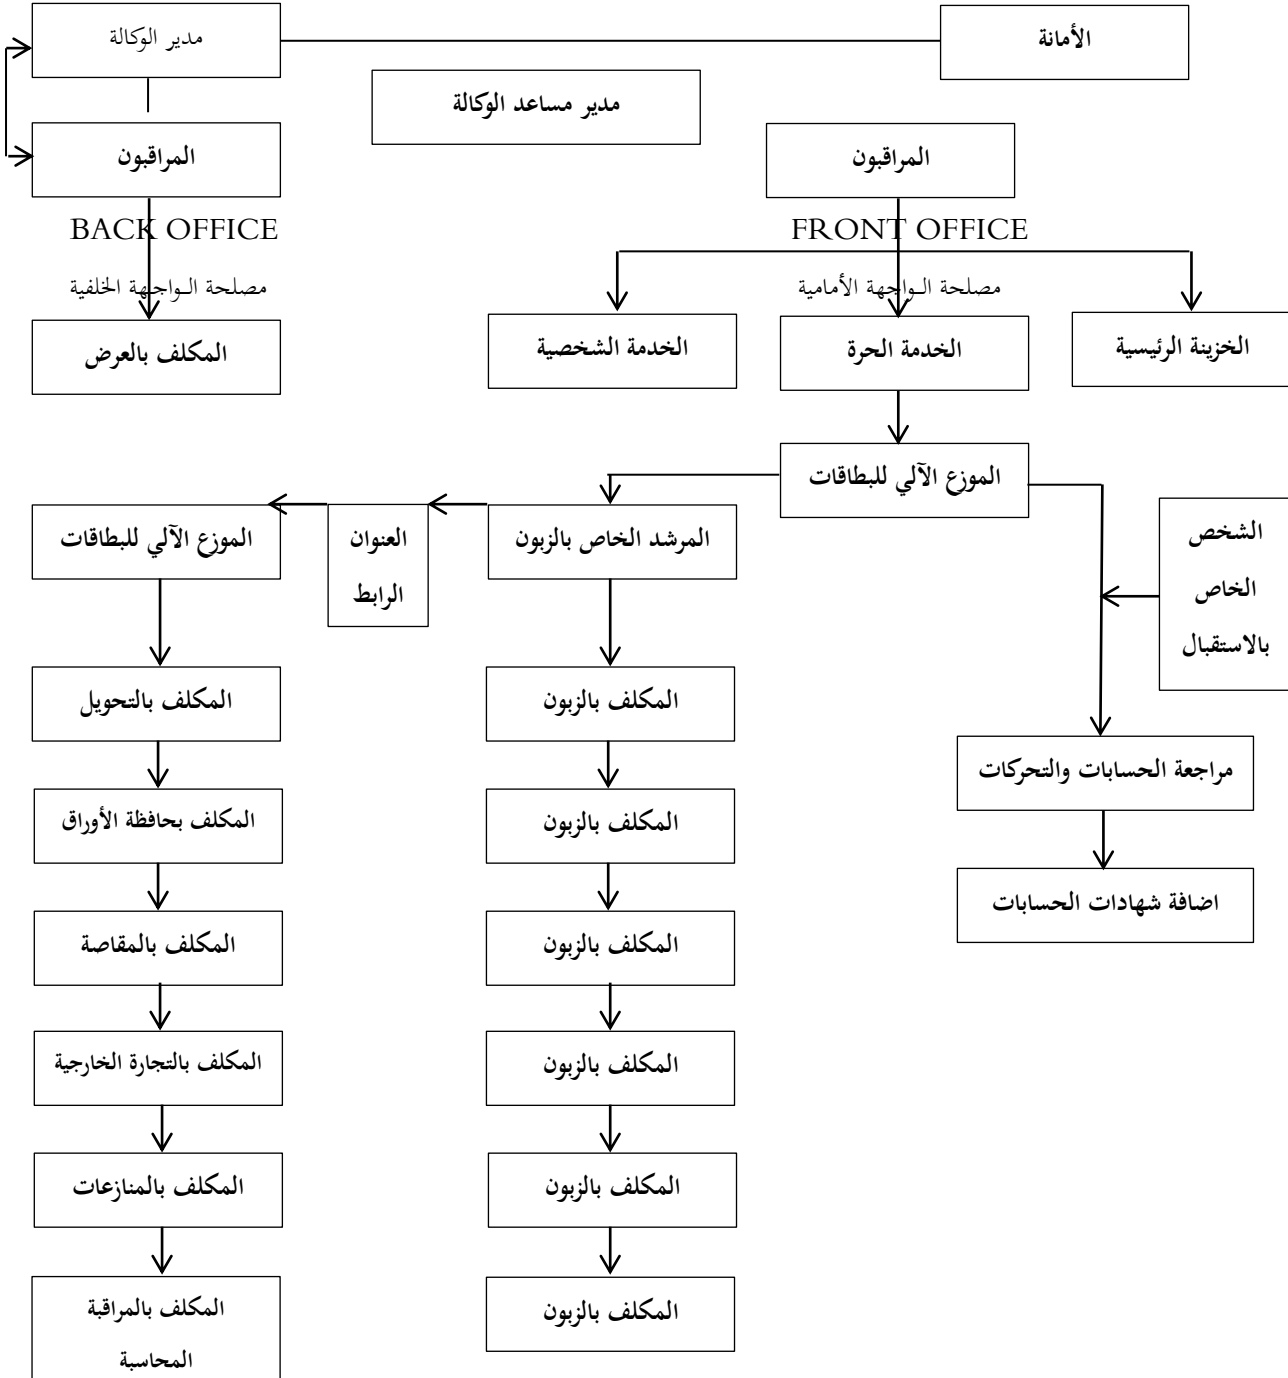 مدير الوكالة
الأمانة
مدير مساعد الوكالة
المراقبون
المراقبون
BACK OFFICE
FRONT OFFICE
مصلحة الواجهة الخلفية
مصلحة الواجهة الأمامية
المكلف بالعرض
الخدمة الشخصية
الخدمة الحرة
الخزينة الرئيسية
الموزع الآلي للبطاقات
الشخص
الخاص
بالاستقبال
المرشد الخاص بالزبون
العنوان
الرابط
الموزع الآلي للبطاقات
المكلف بالتحويل
المكلف بالزبون
مراجعة الحسابات والتحركات
المكلف بحافظة الأوراق
المكلف بالزبون
اضافة شهادات الحسابات
المكلف بالمقاصة
المكلف بالزبون
المكلف بالتجارة الخارجية
المكلف بالزبون
المكلف بالمنازعات
المكلف بالزبون
المكلف بالمراقبة
المحاسبة
المكلف بالزبون